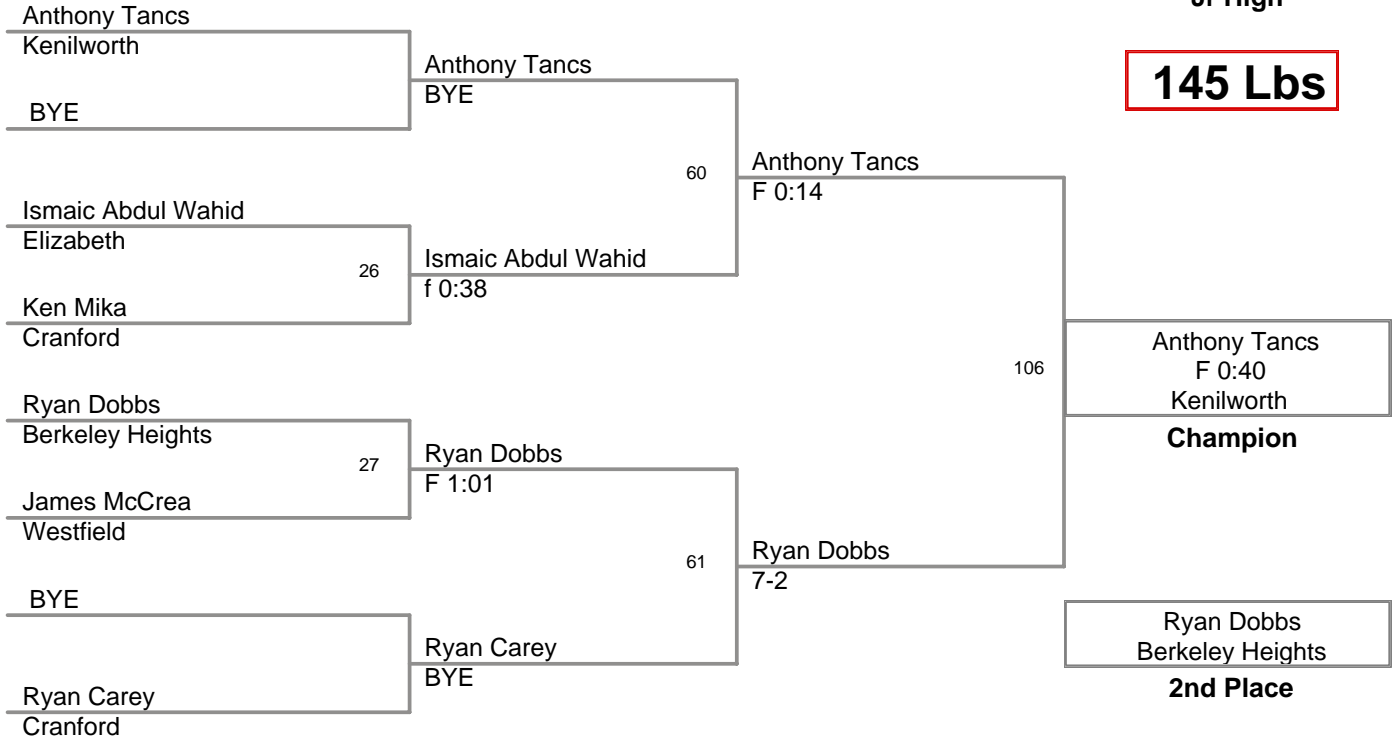 Jr High
145 Lbs
Anthony Tancs
Kenilworth
BYE
Ismaic Abdul Wahid
Elizabeth
26
Ken Mika
Cranford
Ryan Dobbs
Berkeley Heights
27
James McCrea
Westfield
BYE
Ryan Carey
Cranford
Anthony Tancs
BYE
60
Ismaic Abdul Wahid
f 0:38
Ryan Dobbs
F 1:01
61
Ryan Carey
BYE
Anthony Tancs
F 0:14
106
Ryan Dobbs
7-2
Anthony Tancs
F 0:40
Kenilworth
Champion
Ryan Dobbs
Berkeley Heights
2nd Place